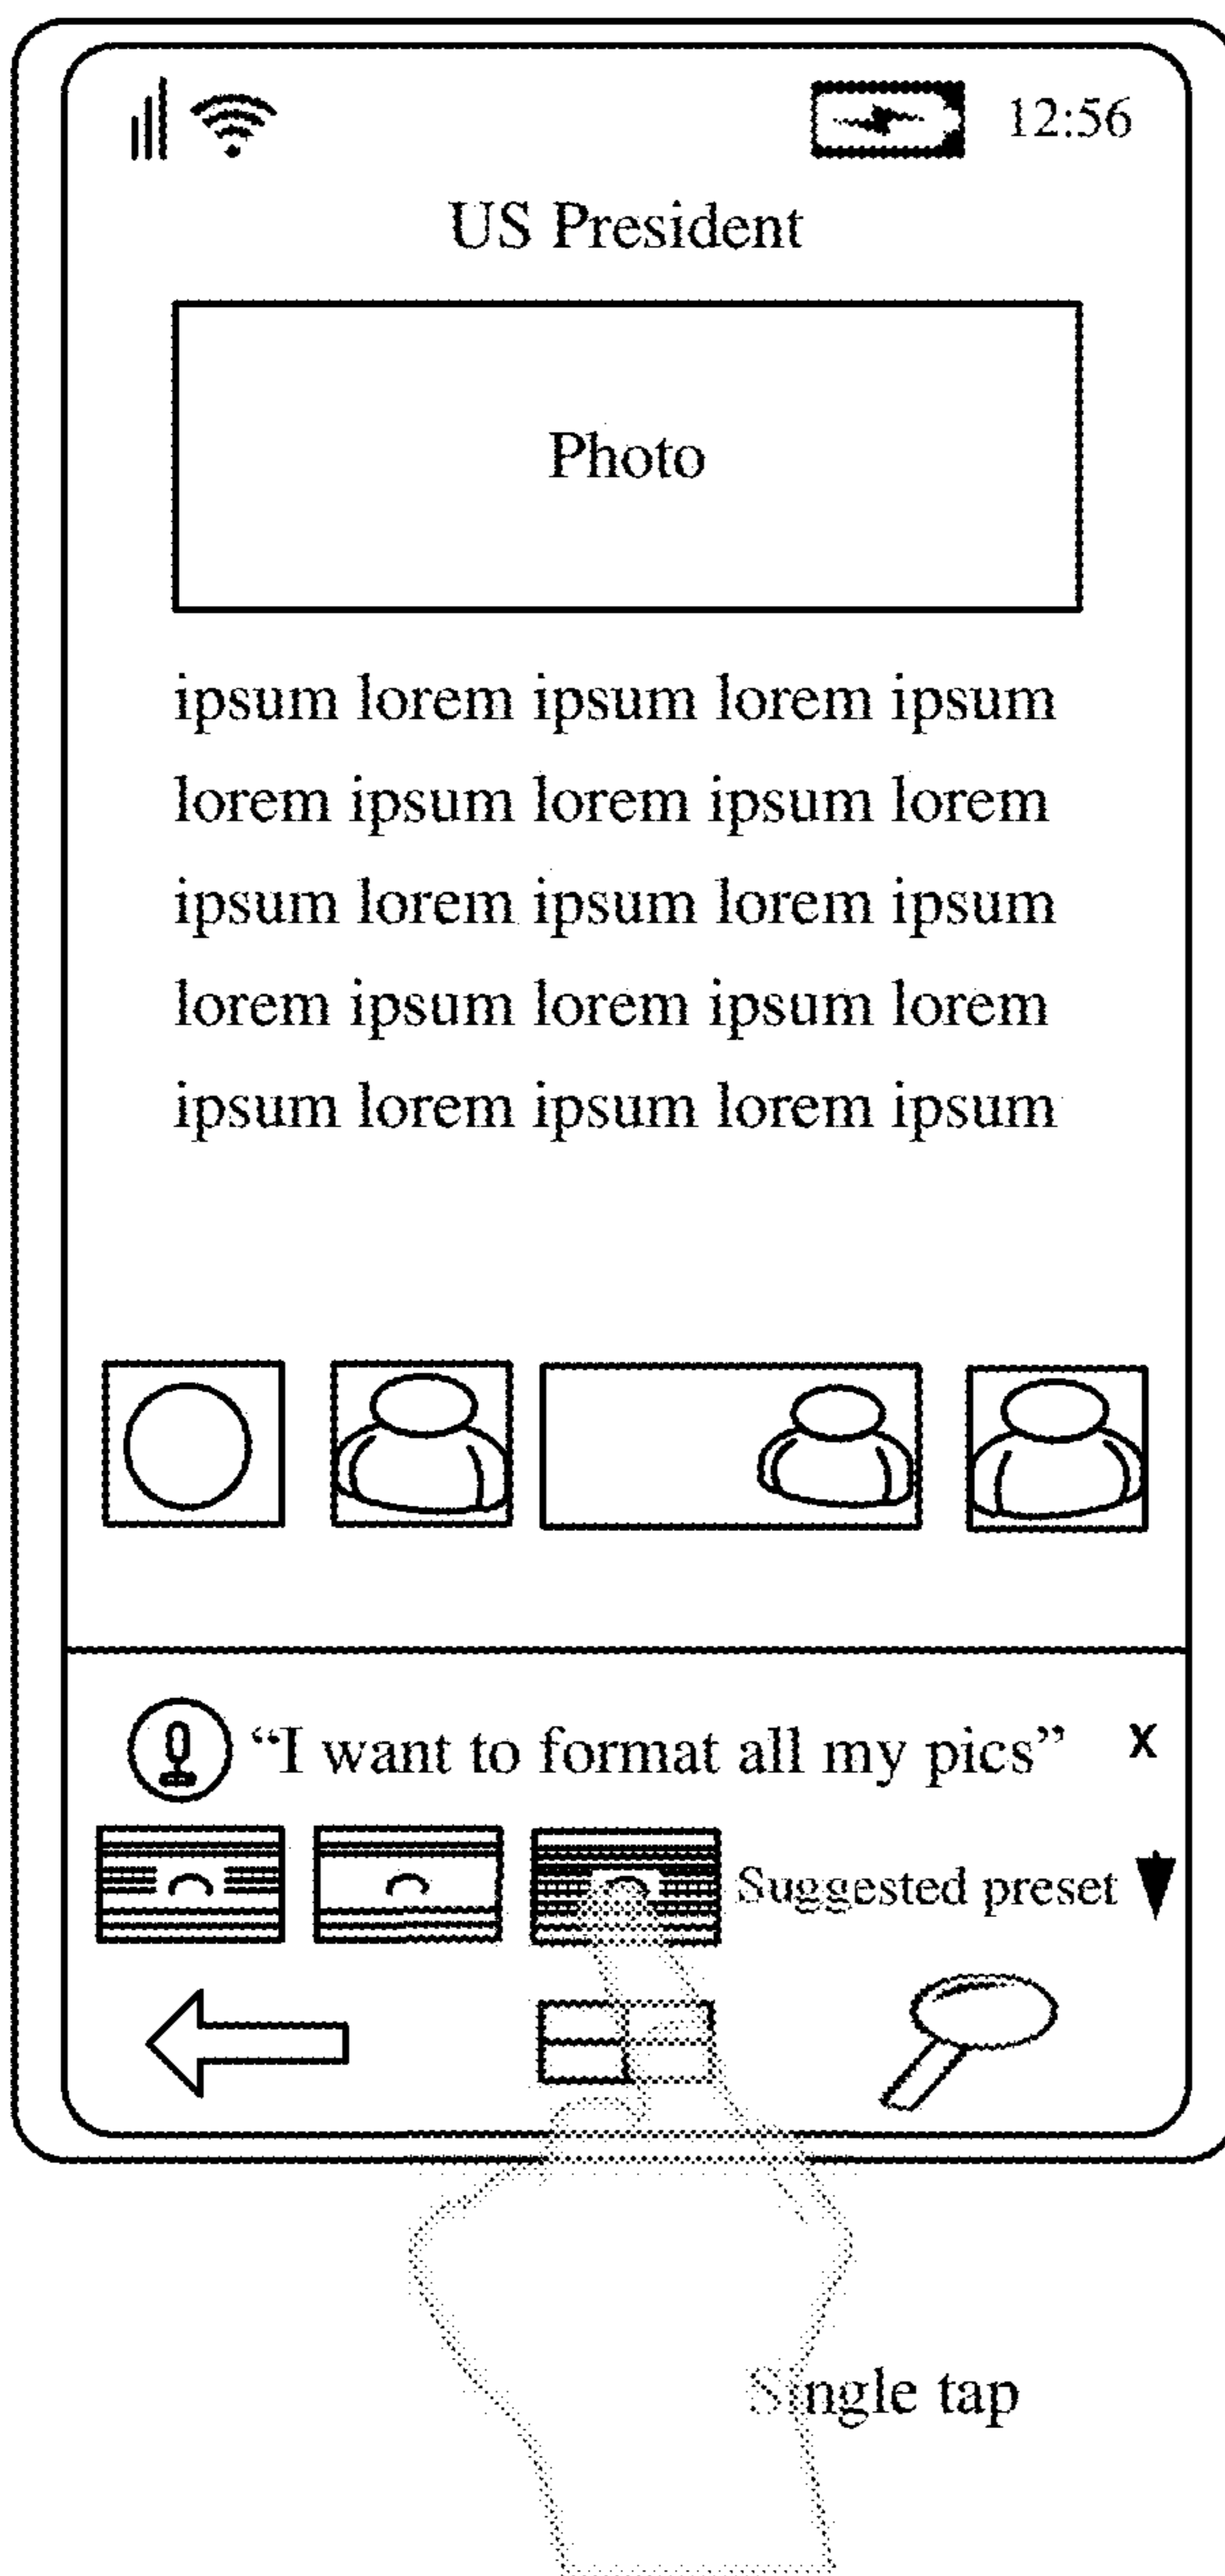 12:56
US President
Photo
ipsum lorem ipsum lorem ipsum
lorem ipsum lorem ipsum lorem
ipsum lorem ipsum lorem ipsum
lorem ipsum lorem ipsum lorem
ipsum lorem ipsum lorem ipsum
“I want to format all my pics” x
Suggested preset
Single tap